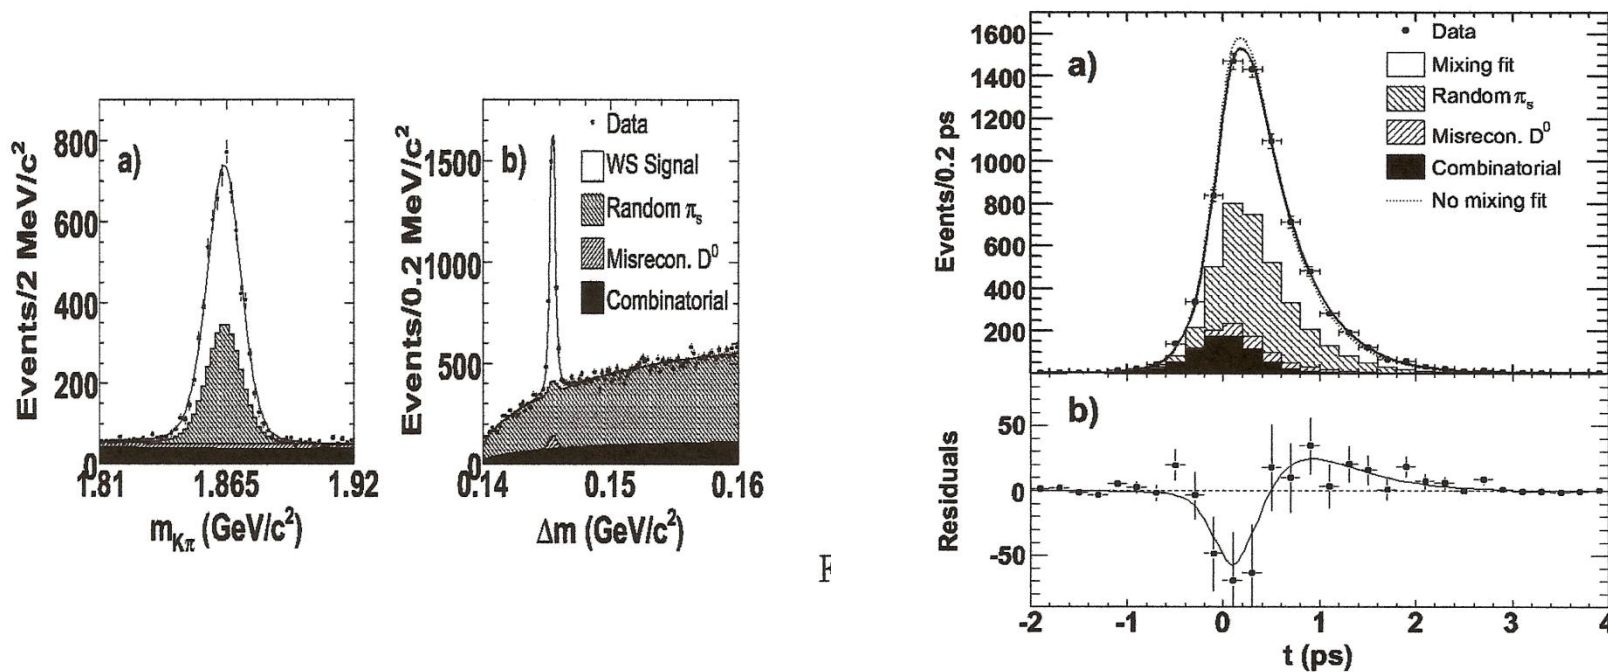 a)
Events/2 MeV/c²
800
600
400
200
0
1.81
1.865
1.92
m_Kπ (GeV/c²)
b)
Events/0.2 MeV/c²
1500
1000
500
0
0.14
0.15
0.16
Δm (GeV/c²)
Data
WS Signal
Random π_s
Misrecon. D⁰
Combinatorial
a)
Events/0.2 ps
1600
1400
1200
1000
800
600
400
200
Data
Mixing fit
Random π_s
Misrecon. D⁰
Combinatorial
No mixing fit
b)
Residuals
50
0
-50
-2
-1
0
1
2
3
4
t (ps)